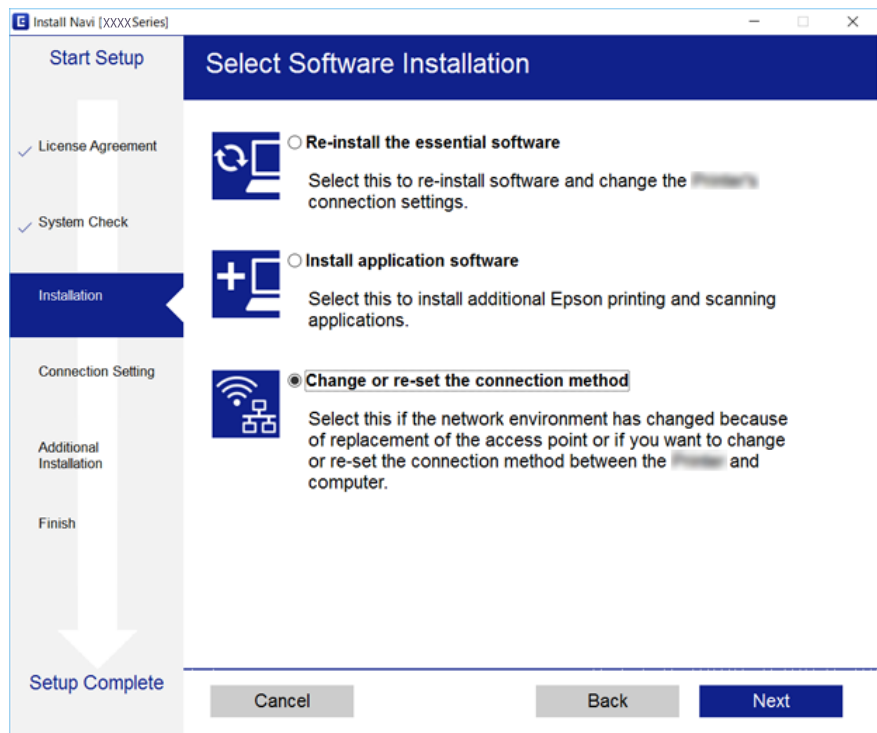 E Install Navi [XXXX Series]
Start Setup
Select Software Installation
License Agreement
System Check
Installation
Connection Setting
Additional
Installation
Finish
Setup Complete
Re-install the essential software
Select this to re-install software and change the
connection settings.
Install application software
Select this to install additional Epson printing and scanning
applications.
Change or re-set the connection method
Select this if the network environment has changed because
of replacement of the access point or if you want to change
or re-set the connection method between the and
computer.
Cancel
Back
Next